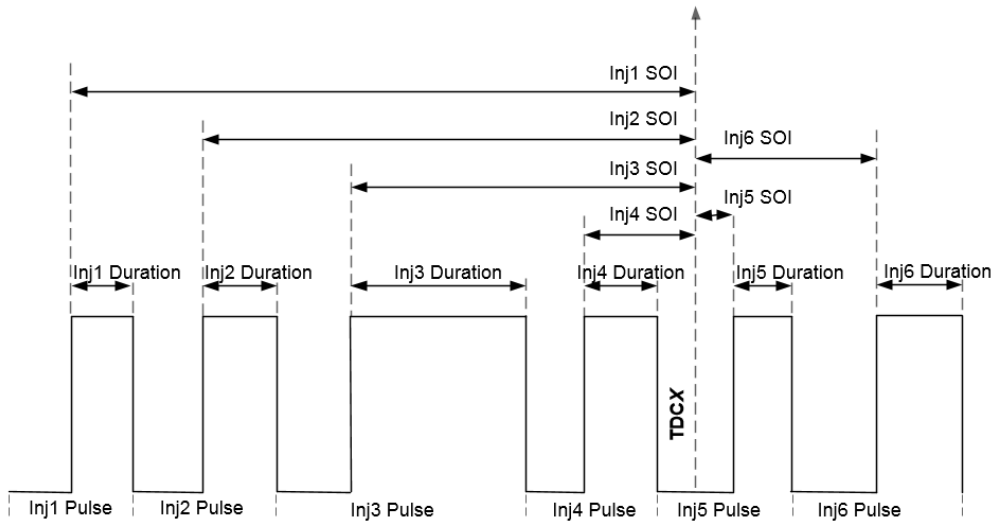 Inj1 SOI
Inj2 SOI
Inj6 SOI
Inj3 SOI
Inj5 SOI
Inj4 SOI
Inj1 Duration
Inj2 Duration
Inj3 Duration
Inj4 Duration
Inj5 Duration
Inj6 Duration
TDCX
Inj1 Pulse
Inj2 Pulse
Inj3 Pulse
Inj4 Pulse
Inj5 Pulse
Inj6 Pulse